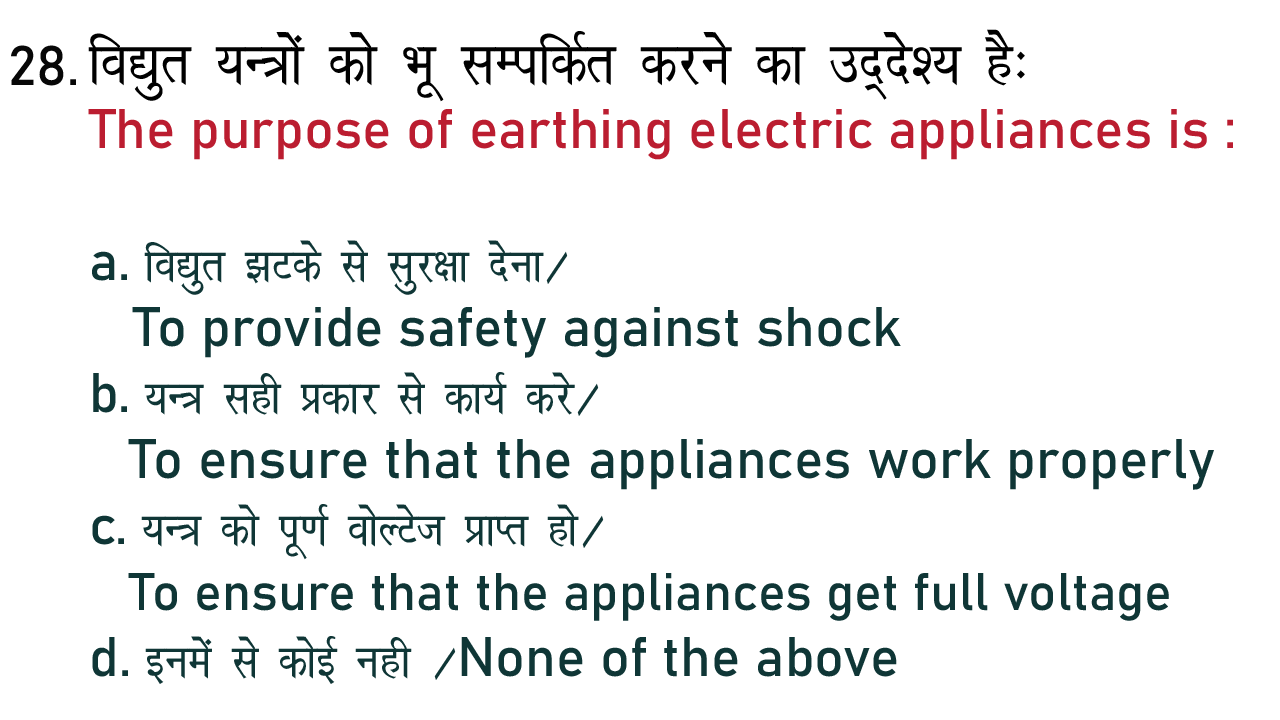 28. विद्युत यन्त्रों को भू सम्पर्कित करने का उद्‌देश्य हैः
The purpose of earthing electric appliances is :
a. विद्युत झटके से सुरक्षा देना/
To provide safety against shock
b. यन्त्र सही प्रकार से कार्य करे/
To ensure that the appliances work properly
c. यन्त्र को पूर्ण वोल्टेज प्राप्त हो/
To ensure that the appliances get full voltage
d. इनमें से कोई नही /None of the above